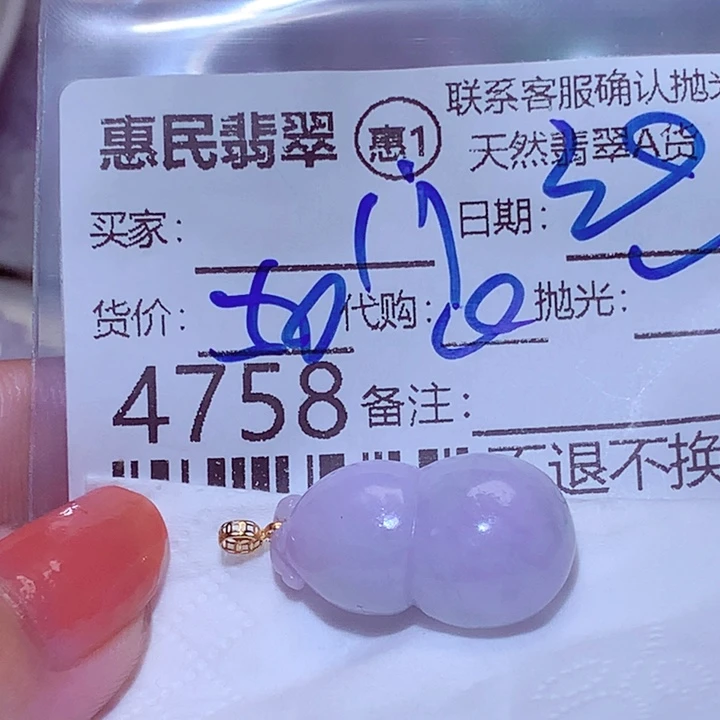 联系客服确认抛光
惠民翡翠 惠1 天然翡翠A货
买家： 日期：
货价： 代购： 抛光：
4758 备注：
不退不换